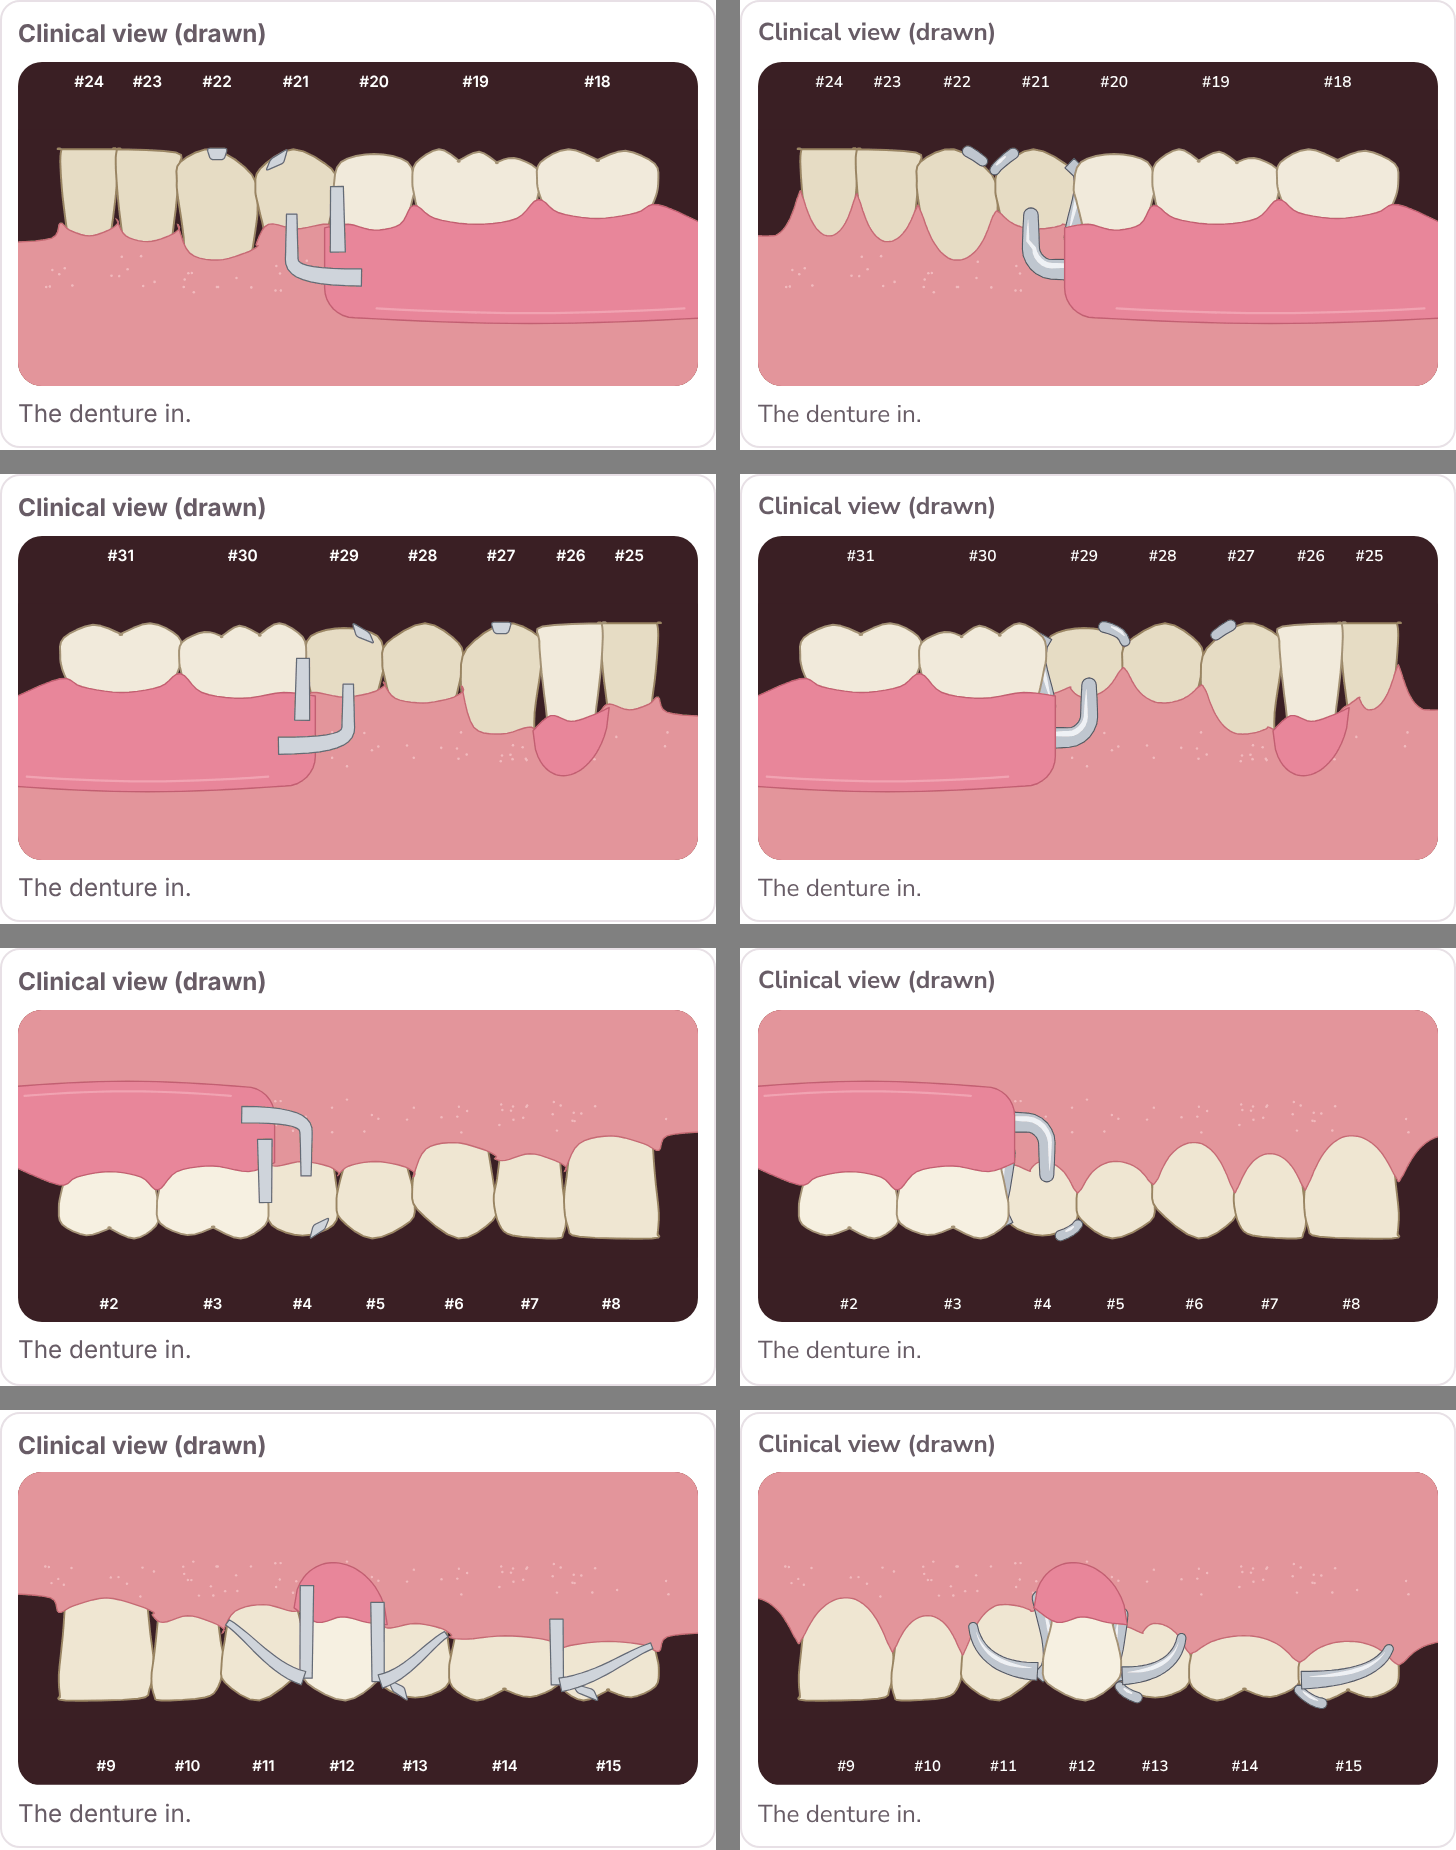 Clinical view (drawn)
#24 #23 #22 #21 #20 #19 #18
The denture in.
Clinical view (drawn)
#24 #23 #22 #21 #20 #19 #18
The denture in.
Clinical view (drawn)
#31 #30 #29 #28 #27 #26 #25
The denture in.
Clinical view (drawn)
#31 #30 #29 #28 #27 #26 #25
The denture in.
Clinical view (drawn)
#2 #3 #4 #5 #6 #7 #8
The denture in.
Clinical view (drawn)
#2 #3 #4 #5 #6 #7 #8
The denture in.
Clinical view (drawn)
#9 #10 #11 #12 #13 #14 #15
The denture in.
Clinical view (drawn)
#9 #10 #11 #12 #13 #14 #15
The denture in.